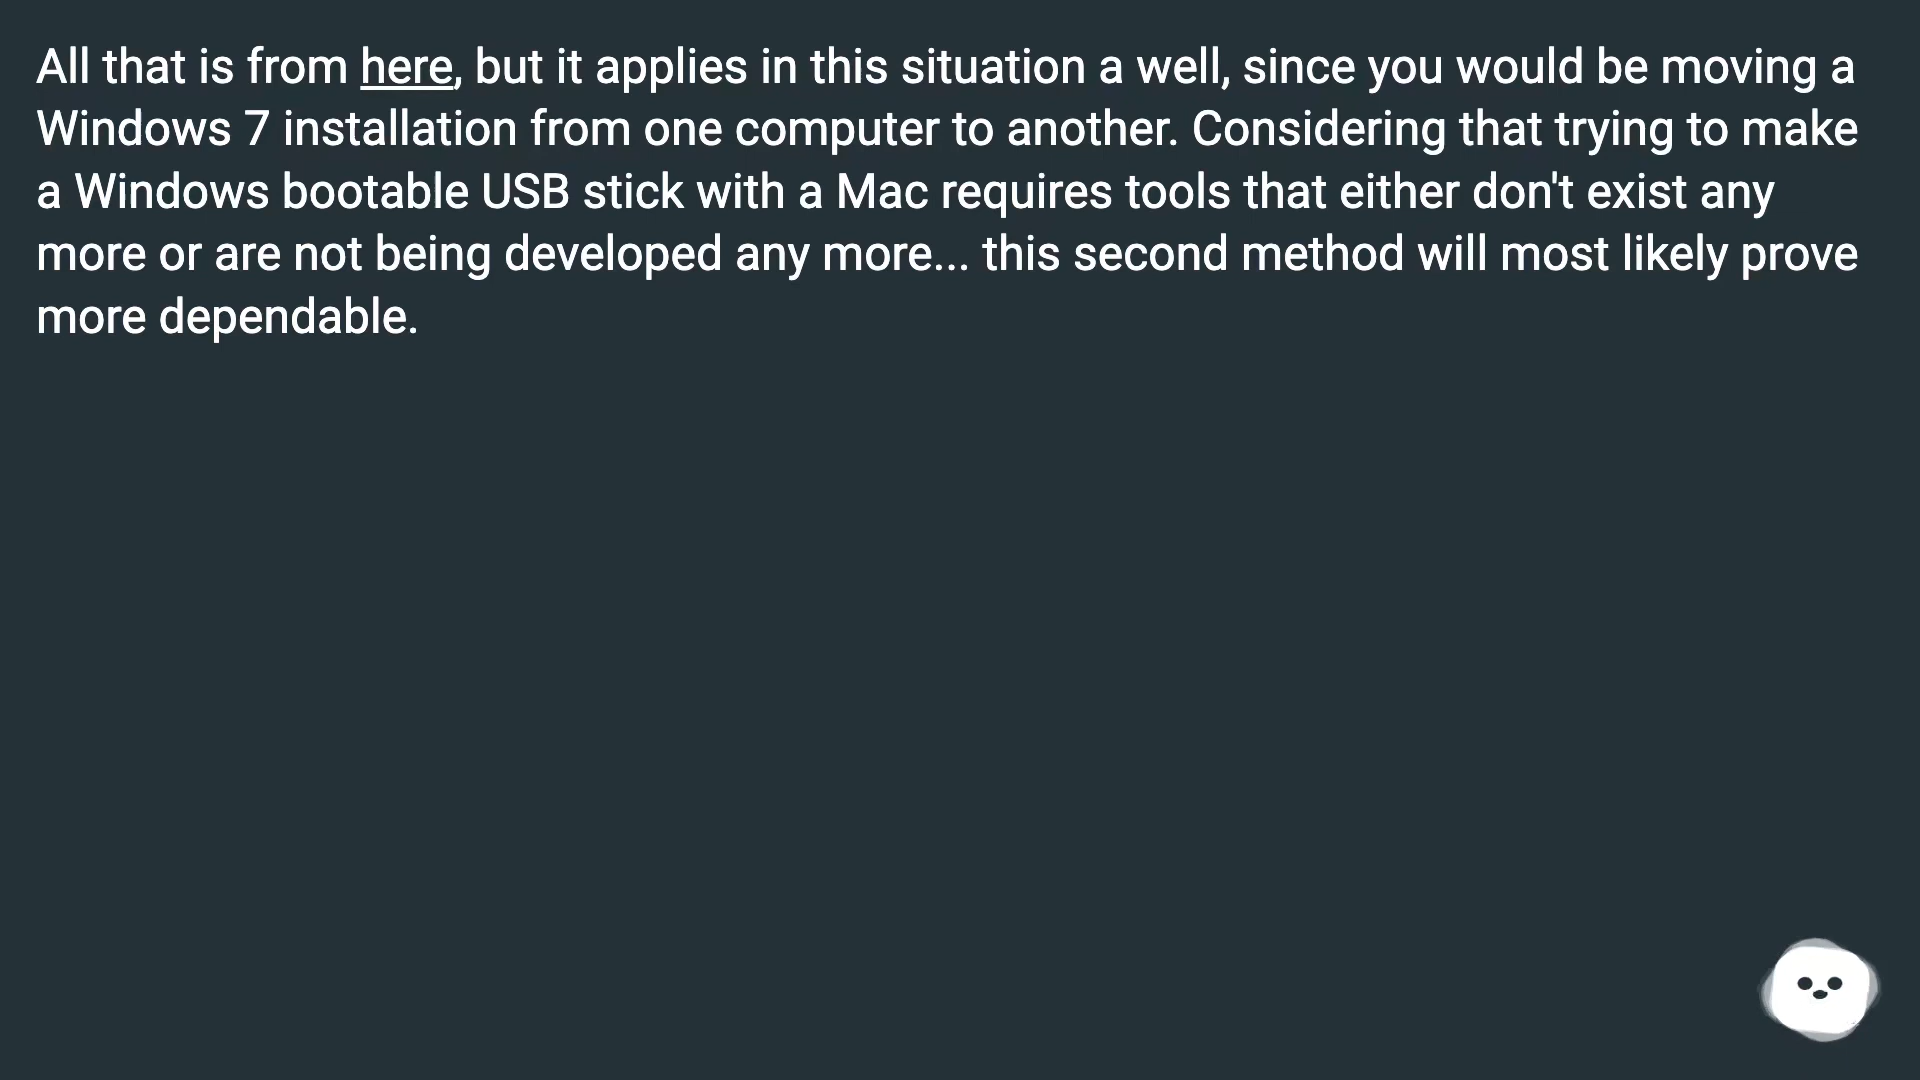 All that is from here, but it applies in this situation a well, since you would be moving a
Windows 7 installation from one computer to another. Considering that trying to make
a Windows bootable USB stick with a Mac requires tools that either don't exist any
more or are not being developed any more... this second method will most likely prove
more dependable.